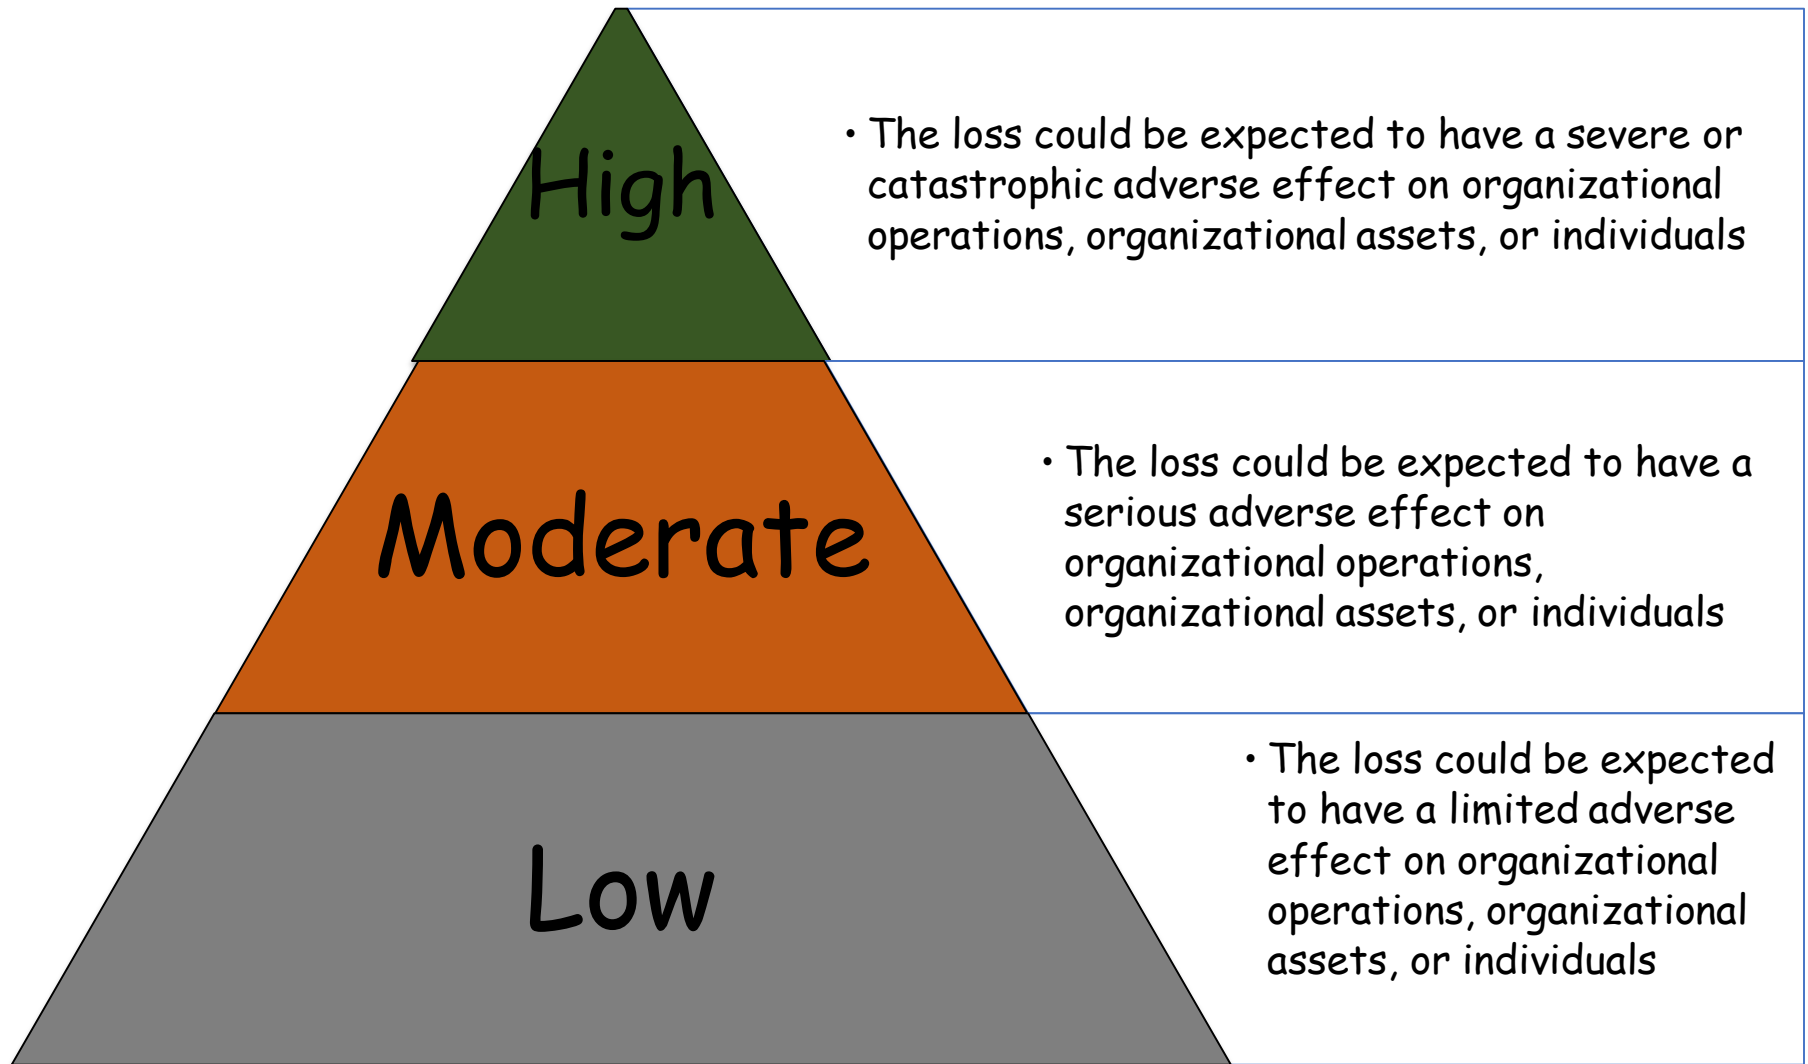 High
• The loss could be expected to have a severe or
catastrophic adverse effect on organizational
operations, organizational assets, or individuals
Moderate
• The loss could be expected to have a
serious adverse effect on
organizational operations,
organizational assets, or individuals
Low
• The loss could be expected
to have a limited adverse
effect on organizational
operations, organizational
assets, or individuals